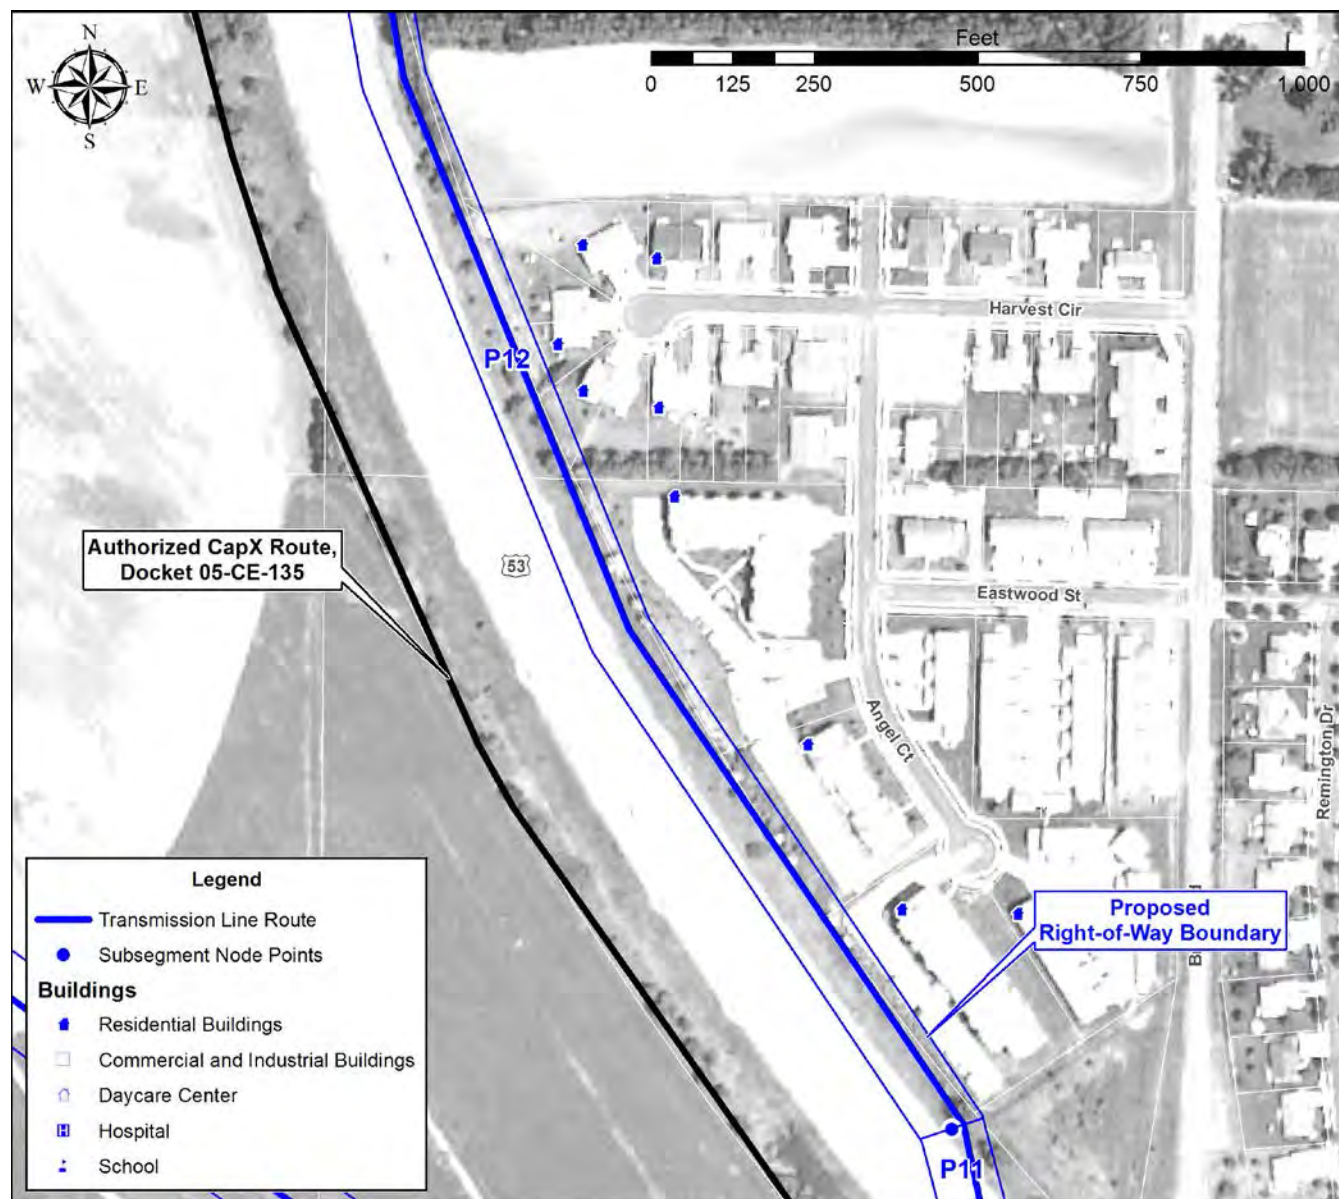 N
W E
S
Feet
0 125 250 500 750 1,000
Harvest Cir
P12
Authorized CapX Route,
Docket 05-CE-135
53
Eastwood St
Angel Ct
Remington Dr
Proposed
Right-of-Way Boundary
P11
Legend
Transmission Line Route
Subsegment Node Points
Buildings
Residential Buildings
Commercial and Industrial Buildings
Daycare Center
H Hospital
School